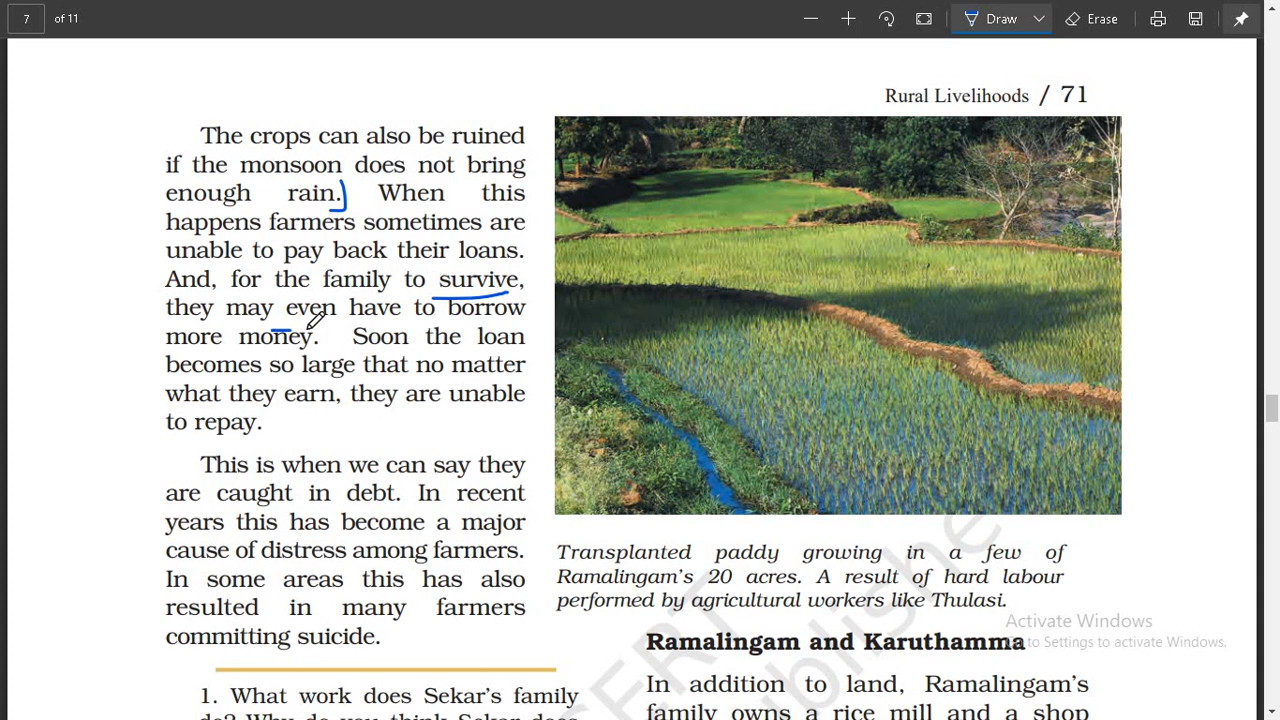 7 of 11
Draw
Erase
Rural Livelihoods / 71
The crops can also be ruined
if the monsoon does not bring
enough rain. When this
happens farmers sometimes are
unable to pay back their loans.
And, for the family to survive,
they may even have to borrow
more money. Soon the loan
becomes so large that no matter
what they earn, they are unable
to repay.
This is when we can say they
are caught in debt. In recent
years this has become a major
cause of distress among farmers.
In some areas this has also
resulted in many farmers
committing suicide.
1. What work does Sekar's family
do? Why do you think Sekar does
Transplanted paddy growing in a few of
Ramalingam's 20 acres. A result of hard labour
performed by agricultural workers like Thulasi.
Ramalingam and Karuthamma
In addition to land, Ramalingam's
family owns a rice mill and a shop
Activate Windows
Go to Settings to activate Windows.